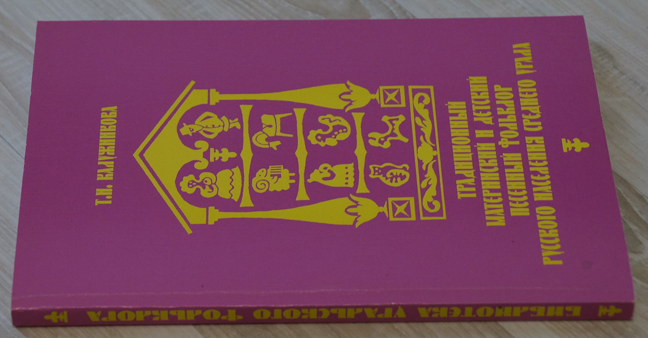 Т.И. КАЛУЖНИКОВА
ТРАДИЦИОННЫЙ
МАТЕРИНСКИЙ И ДЕТСКИЙ
ПЕСЕННЫЙ ФОЛЬКЛОР
РУССКОГО НАСЕЛЕНИЯ СРЕДНЕГО УРАЛА
БИБЛИОТЕКА УРАЛЬСКОГО ФОЛЬКЛОРА